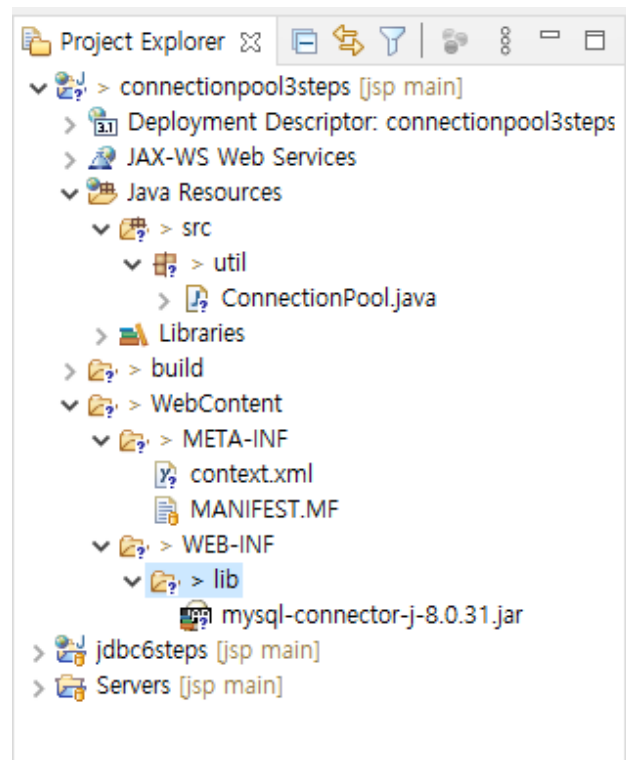 Project Explorer
> connectionpool3steps [jsp main]
3.1 Deployment Descriptor: connectionpool3steps
JAX-WS Web Services
Java Resources
> src
> util
ConnectionPool.java
Libraries
> build
> WebContent
> META-INF
context.xml
MANIFEST.MF
> WEB-INF
> lib
mysql-connector-j-8.0.31.jar
jdbc6steps [jsp main]
Servers [jsp main]